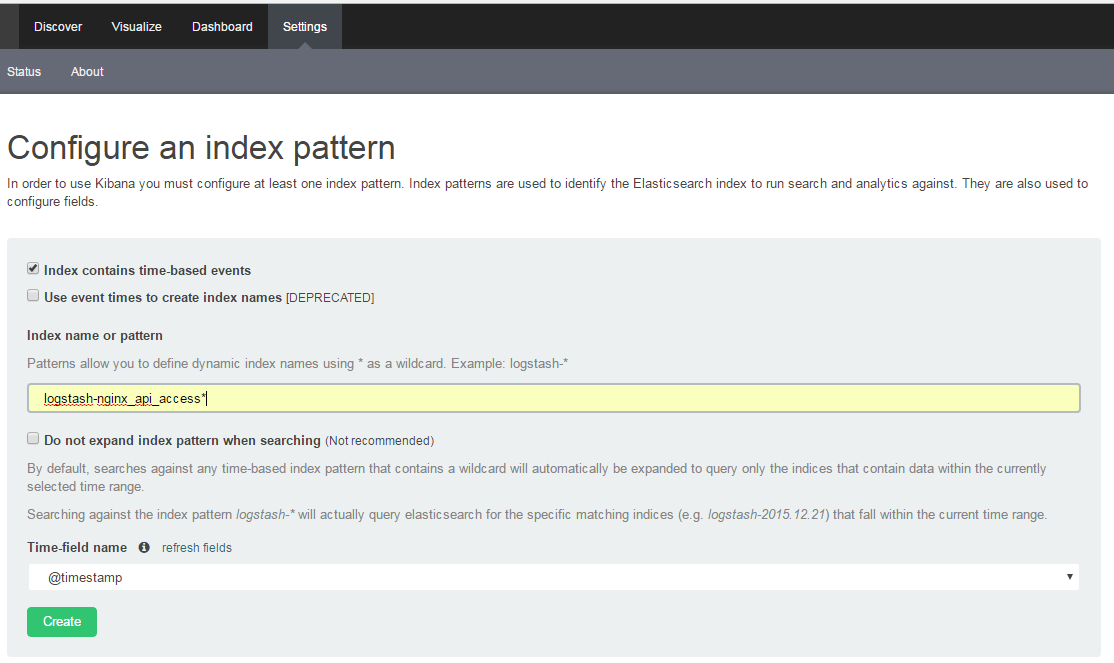 Discover Visualize Dashboard Settings
Status About
Configure an index pattern
In order to use Kibana you must configure at least one index pattern. Index patterns are used to identify the Elasticsearch index to run search and analytics against. They are also used to
configure fields.
Index contains time-based events
Use event times to create index names [DEPRECATED]
Index name or pattern
Patterns allow you to define dynamic index names using * as a wildcard. Example: logstash-*
logstash-nginx_api_access*
Do not expand index pattern when searching (Not recommended)
By default, searches against any time-based index pattern that contains a wildcard will automatically be expanded to query only the indices that contain data within the currently
selected time range.
Searching against the index pattern logstash-* will actually query elasticsearch for the specific matching indices (e.g. logstash-2015.12.21) that fall within the current time range.
Time-field name refresh fields
@timestamp
Create